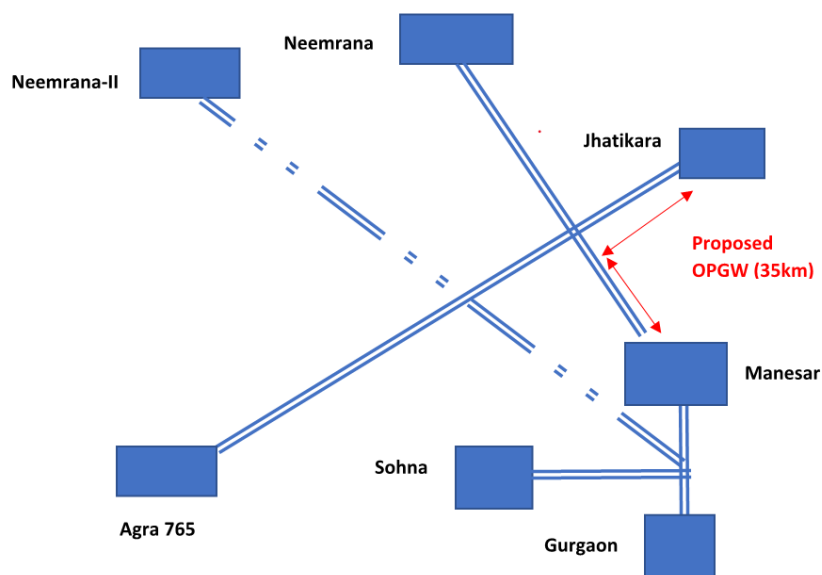 Neemrana
Neemrana-II
Jhatikara
Proposed
OPGW (35km)
Manesar
Sohna
Agra 765
Gurgaon